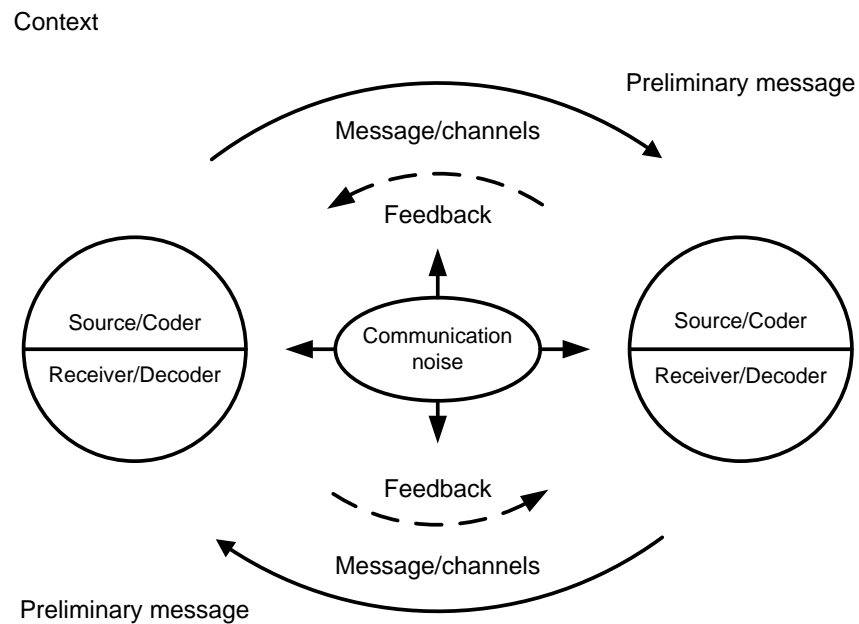 Context
Preliminary message
Message/channels
Feedback
Source/Coder
Receiver/Decoder
Communication
noise
Source/Coder
Receiver/Decoder
Feedback
Message/channels
Preliminary message